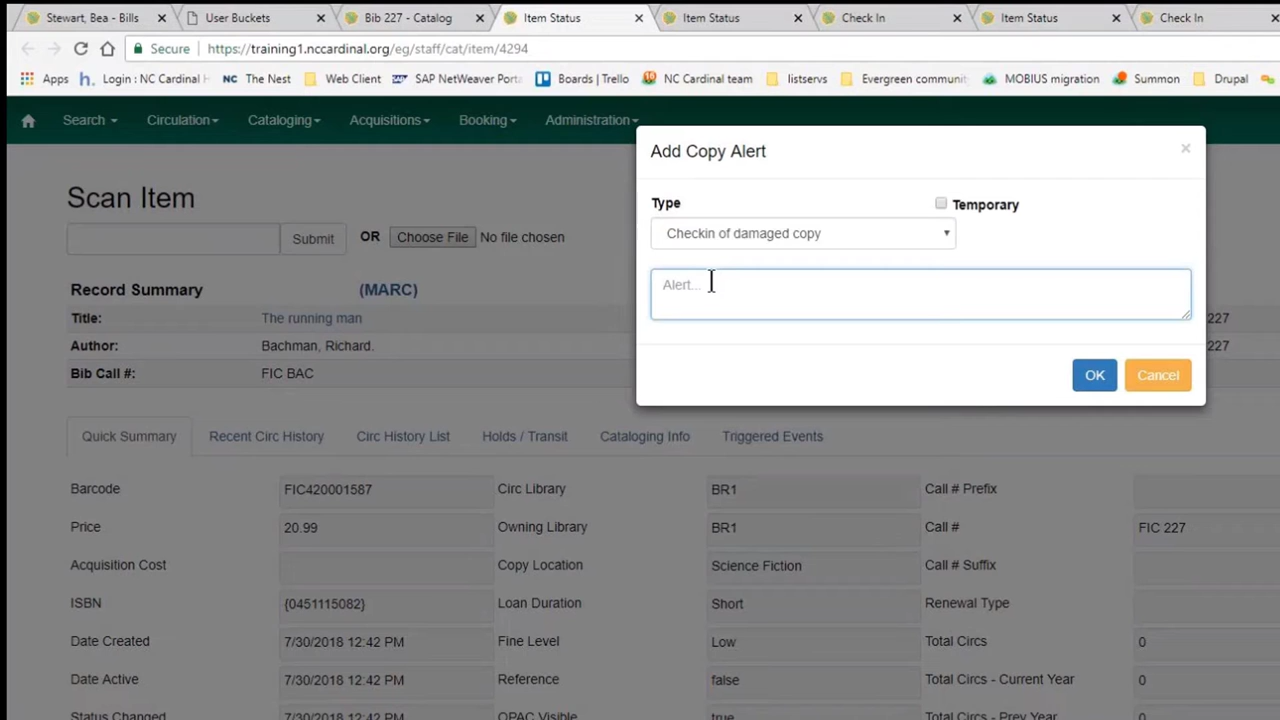 Stewart, Bea - Bills × User Buckets × Bib 227 - Catalog × Item Status × Item Status × Check In × Item Status × Check In ×
Secure https://training1.nccardinal.org/eg/staff/cat/item/4294
Apps Login : NC Cardinal NC The Nest Web Client SAP NetWeaver Porta Boards | Trello NC Cardinal team listservs Evergreen communit MOBIUS migration Summon Drupal
Search Circulation Cataloging Acquisitions Booking Administration
Add Copy Alert ×
Scan Item
Type Temporary
Checkin of damaged copy
Submit OR Choose File No file chosen
Alert...
Record Summary (MARC)
Title: The running man 227
Author: Bachman, Richard. 227
Bib Call #: FIC BAC
OK Cancel
Quick Summary Recent Circ History Circ History List Holds / Transit Cataloging Info Triggered Events
Barcode FIC420001587 Circ Library BR1 Call # Prefix
Price 20.99 Owning Library BR1 Call # FIC 227
Acquisition Cost Copy Location Science Fiction Call # Suffix
ISBN {0451115082} Loan Duration Short Renewal Type
Date Created 7/30/2018 12:42 PM Fine Level Low Total Circs 0
Date Active 7/30/2018 12:42 PM Reference false Total Circs - Current Year 0
Status Changed 7/30/2018 12:42 PM OPAC Visible true Total Circs - Prev Year 0